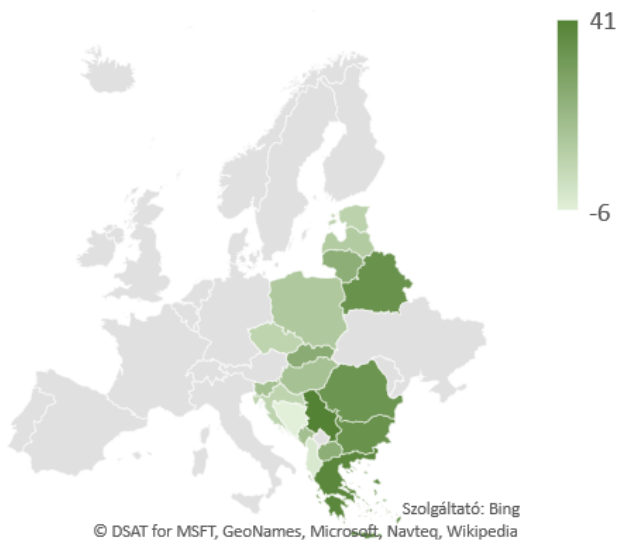 41
-6
Szolgáltató: Bing
© DSAT for MSFT, GeoNames, Microsoft, Navteq, Wikipedia